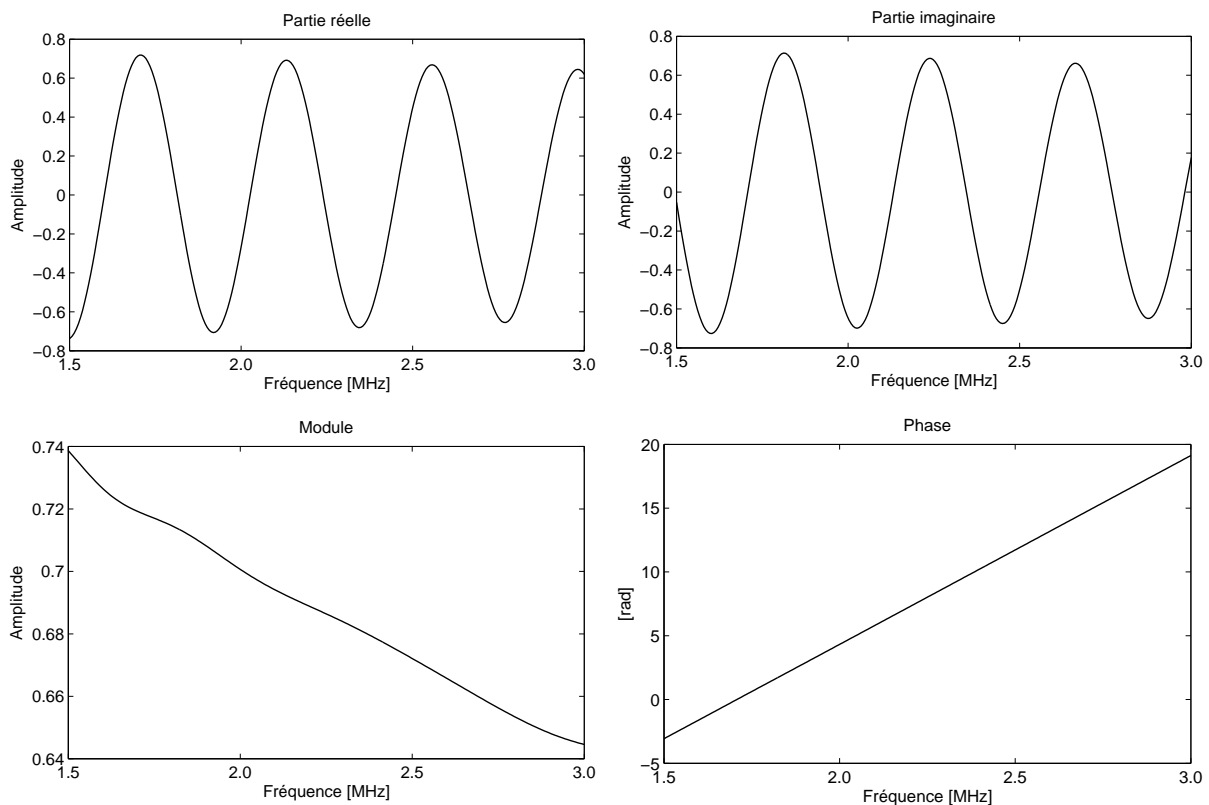 Partie réelle
0.8
0.6
0.4
0.2
0
−0.2
−0.4
−0.6
−0.8
Amplitude
1.5 2.0 2.5 3.0
Fréquence [MHz]
Partie imaginaire
0.8
0.6
0.4
0.2
0
−0.2
−0.4
−0.6
−0.8
Amplitude
1.5 2.0 2.5 3.0
Fréquence [MHz]
Module
0.74
0.72
0.7
0.68
0.66
0.64
Amplitude
1.5 2.0 2.5 3.0
Fréquence [MHz]
Phase
20
15
10
5
0
−5
[rad]
1.5 2.0 2.5 3.0
Fréquence [MHz]